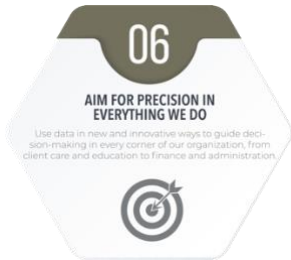 06
AIM FOR PRECISION IN
EVERYTHING WE DO
Use data in new and innovative ways to guide deci-
sion-making in every corner of our organization, from
client care and education to finance and administration.